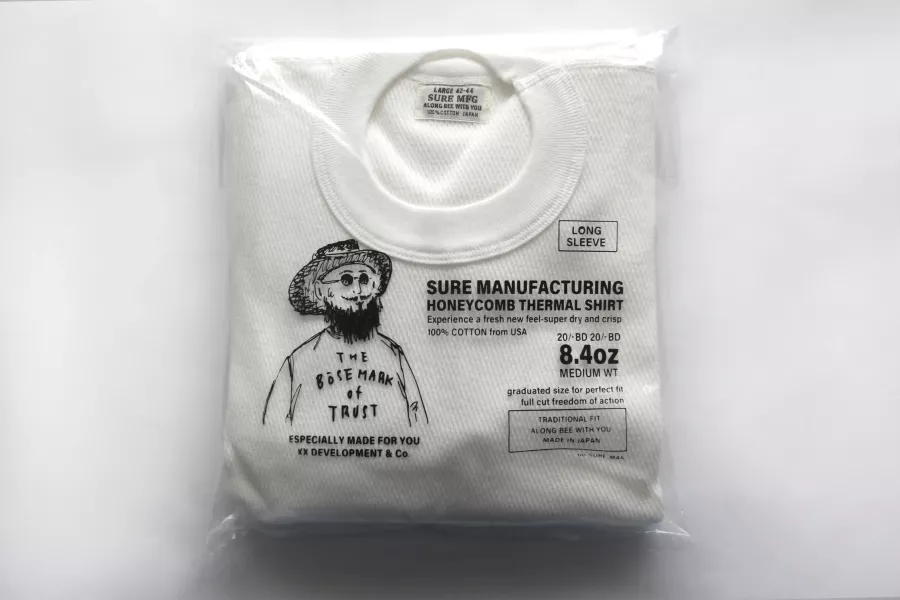 LARGE 42-44
SURE MFG
ALONG BEE WITH YOU
100% COTTON JAPAN
LONG
SLEEVE
SURE MANUFACTURING
HONEYCOMB THERMAL SHIRT
Experience a fresh new feel-super dry and crisp
100% COTTON from USA
20/-BD 20/-BD
8.4oz
MEDIUM WT
graduated size for perfect fit
full cut freedom of action
TRADITIONAL FIT
ALONG BEE WITH YOU
MADE IN JAPAN
THE
BÖSE MARK
of
TRUST
ESPECIALLY MADE FOR YOU
XX DEVELOPMENT & Co